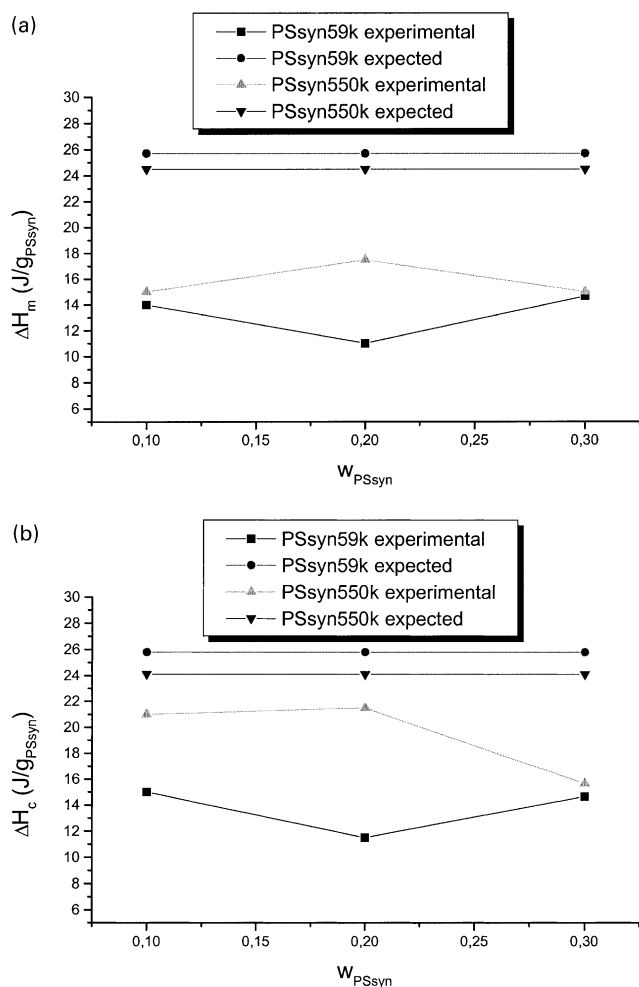 (a)
PSsyn59k experimental
PSsyn59k expected
PSsyn550k experimental
PSsyn550k expected
30
28
26
24
22
20
18
16
14
12
10
8
6
ΔHm (J/gPSsyn)
0,10 0,15 0,20 0,25 0,30
wPSsyn
(b)
PSsyn59k experimental
PSsyn59k expected
PSsyn550k experimental
PSsyn550k expected
30
28
26
24
22
20
18
16
14
12
10
8
6
ΔHc (J/gPSsyn)
0,10 0,15 0,20 0,25 0,30
wPSsyn